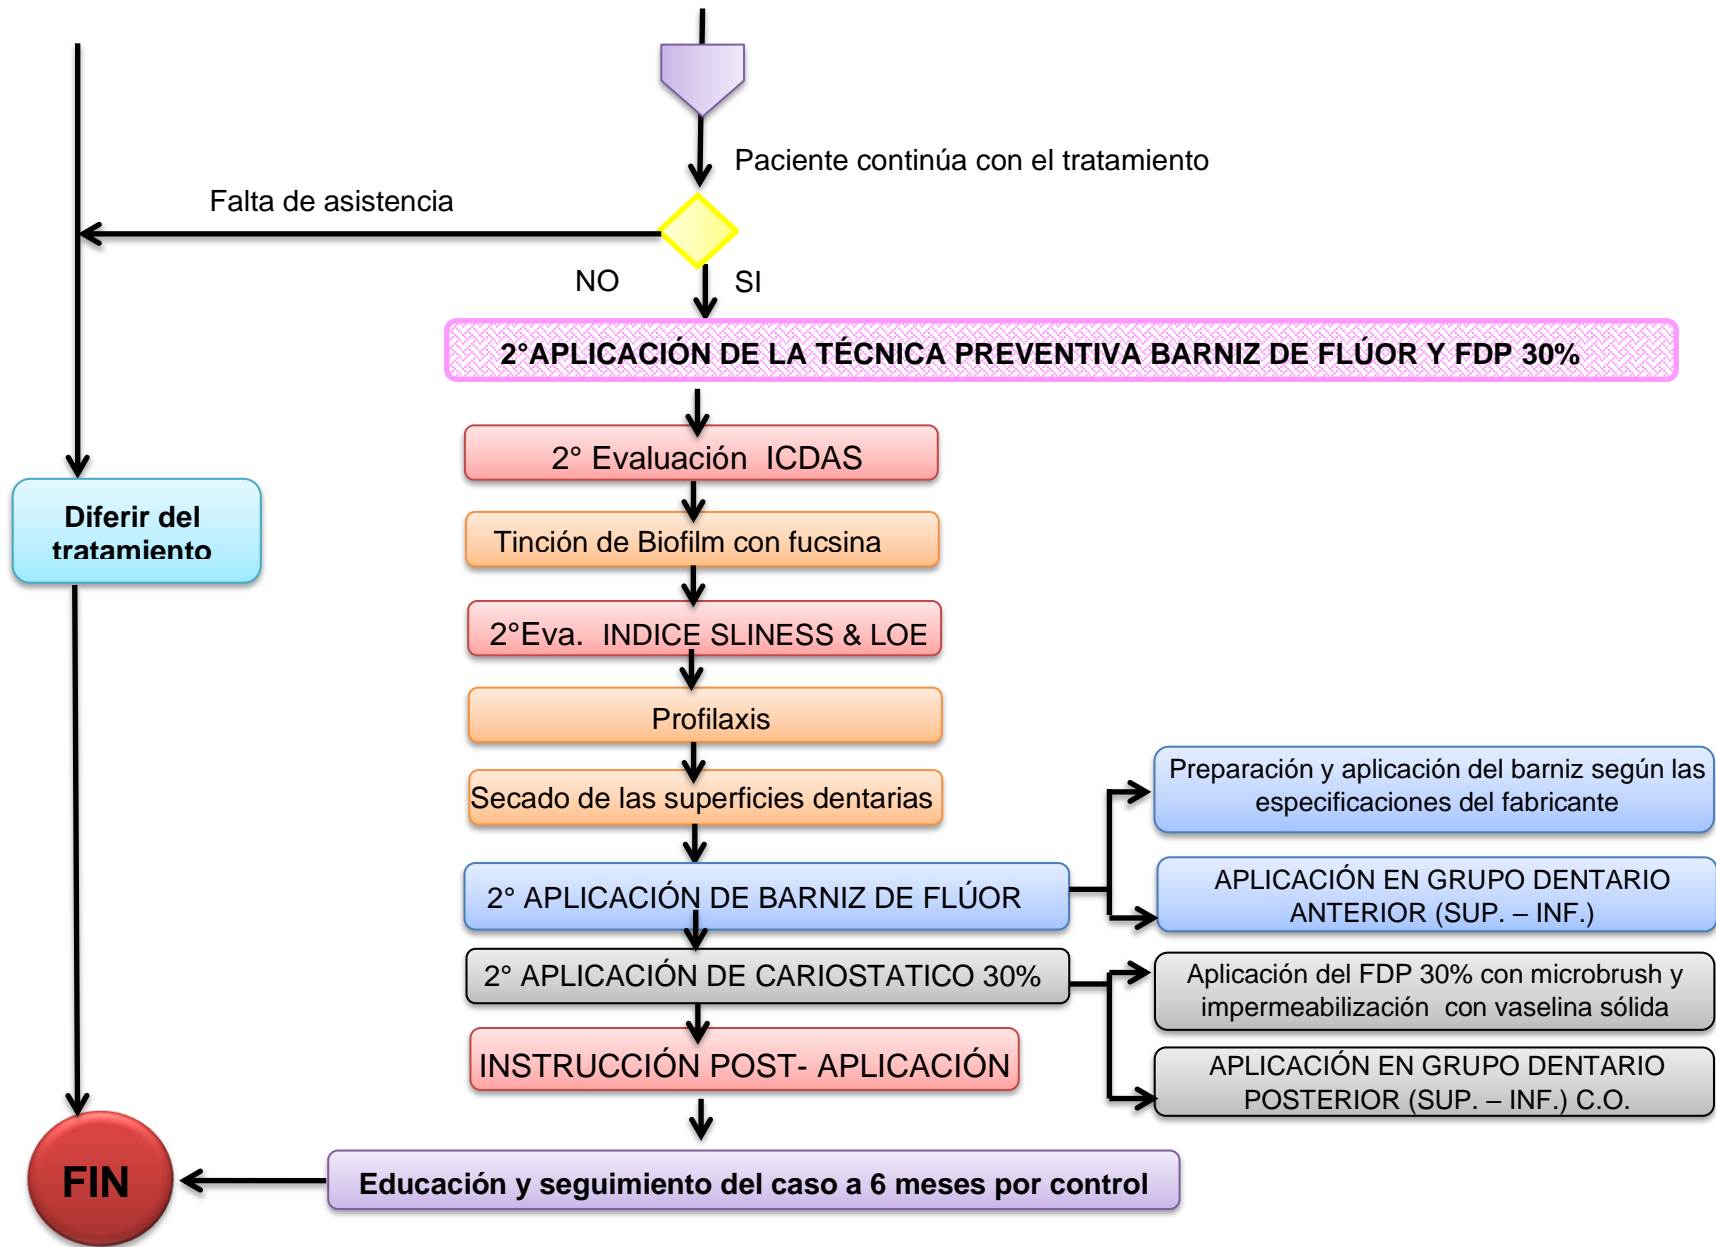 Paciente continúa con el tratamiento
Falta de asistencia
NO
SI
2°APLICACIÓN DE LA TÉCNICA PREVENTIVA BARNIZ DE FLÚOR Y FDP 30%
2° Evaluación ICDAS
Diferir del
tratamiento
Tinción de Biofilm con fucsina
2°Eva. INDICE SLINESS & LOE
Profilaxis
Secado de las superficies dentarias
Preparación y aplicación del barniz según las
especificaciones del fabricante
2° APLICACIÓN DE BARNIZ DE FLÚOR
APLICACIÓN EN GRUPO DENTARIO
ANTERIOR (SUP. – INF.)
2° APLICACIÓN DE CARIOSTATICO 30%
Aplicación del FDP 30% con microbrush y
impermeabilización con vaselina sólida
INSTRUCCIÓN POST- APLICACIÓN
APLICACIÓN EN GRUPO DENTARIO
POSTERIOR (SUP. – INF.) C.O.
FIN
Educación y seguimiento del caso a 6 meses por control